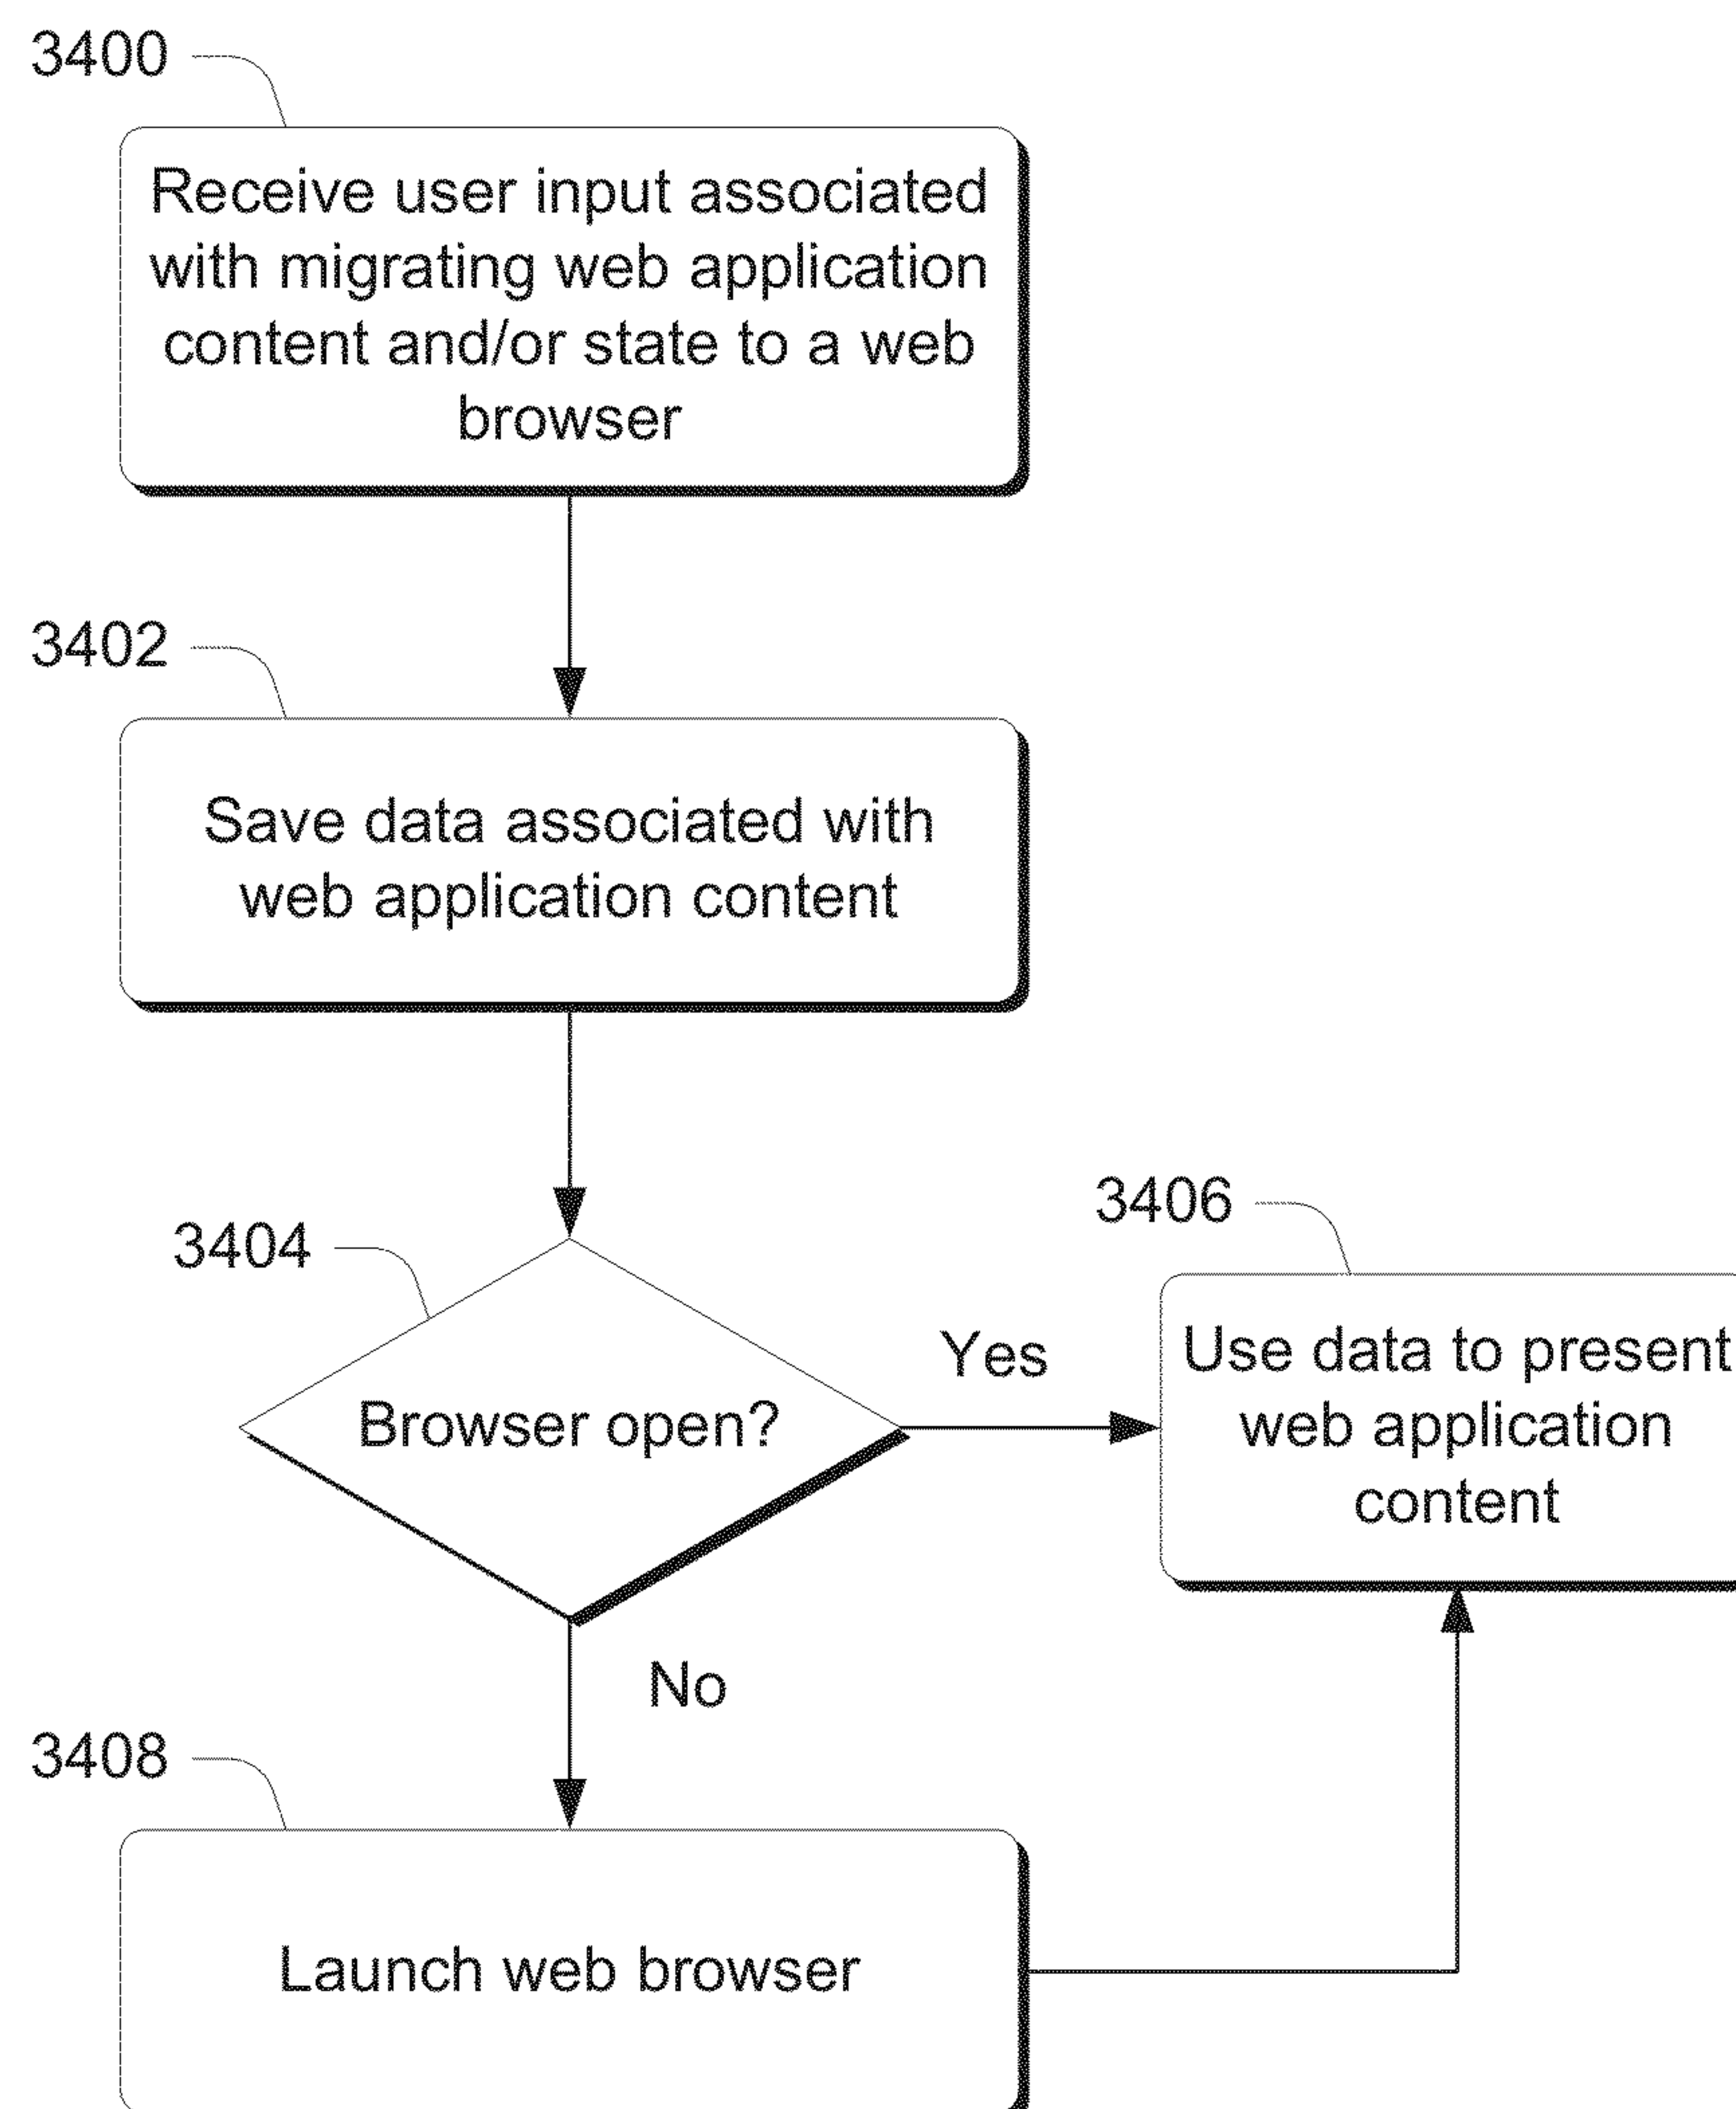 3400
Receive user input associated
with migrating web application
content and/or state to a web
browser
3402
Save data associated with
web application content
3404
Browser open?
Yes
3406
Use data to present
web application
content
No
3408
Launch web browser